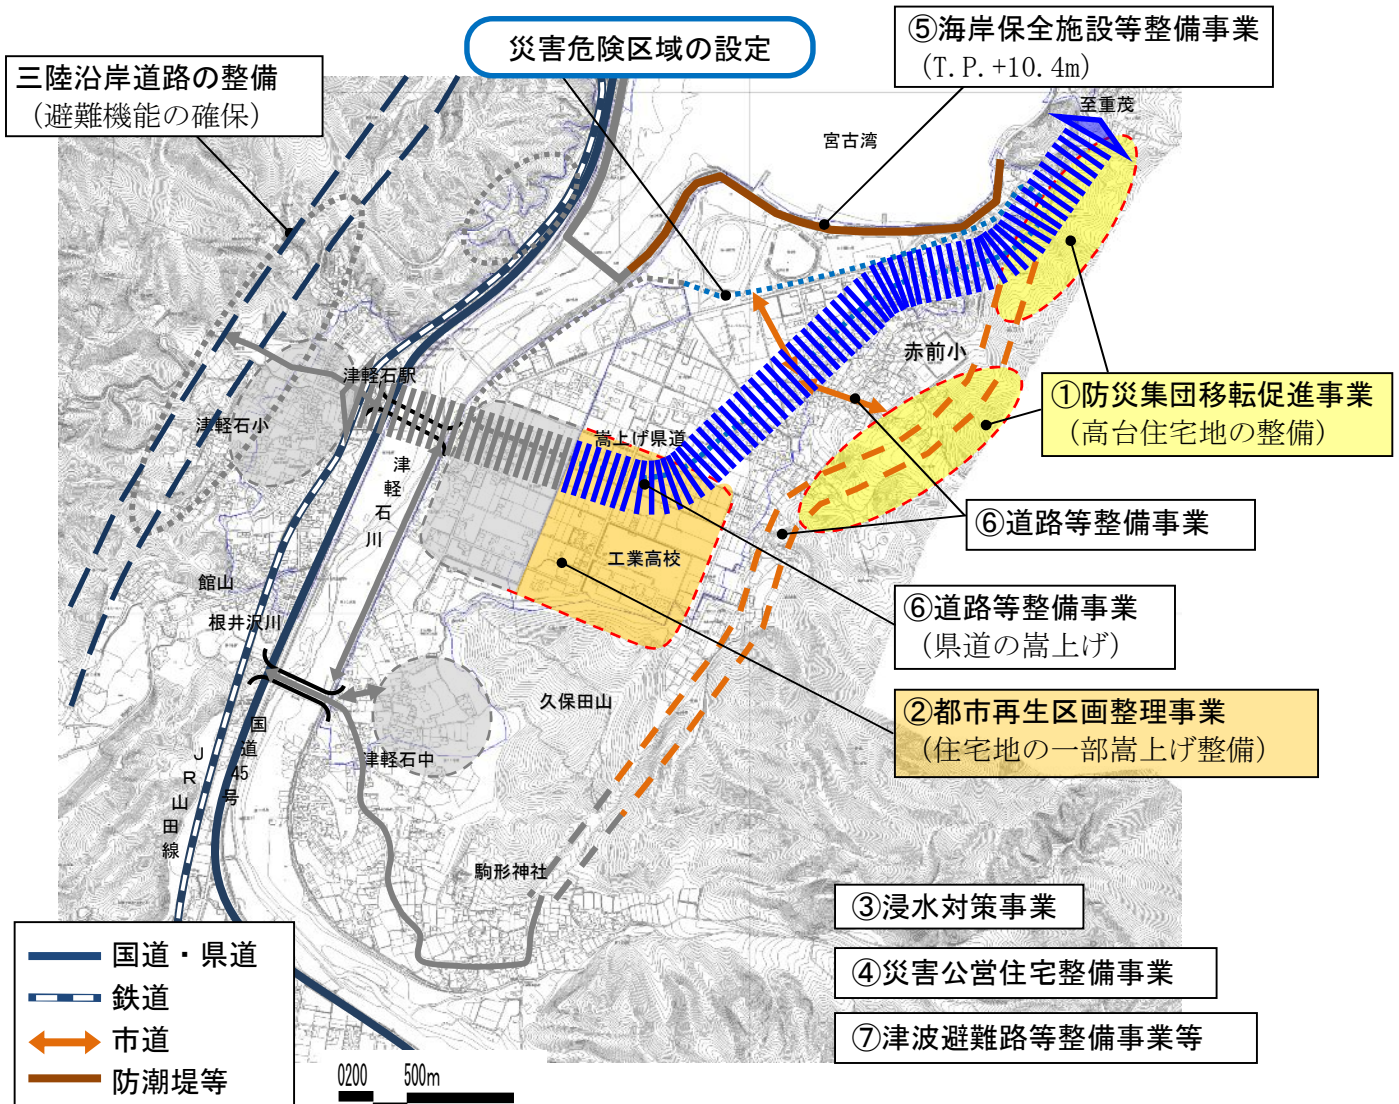 災害危険区域の設定
⑤海岸保全施設等整備事業
(T.P.+10.4m)
三陸沿岸道路の整備
(避難機能の確保)
至重茂
宮古湾
赤前小
津軽石駅
①防災集団移転促進事業
(高台住宅地の整備)
津軽石小
嵩上げ県道
津軽石川
⑥道路等整備事業
工業高校
館山
根井沢川
⑥道路等整備事業
(県道の嵩上げ)
久保田山
②都市再生区画整理事業
(住宅地の一部嵩上げ整備)
国道45号
津軽石中
JR山田線
駒形神社
③浸水対策事業
④災害公営住宅整備事業
⑦津波避難路等整備事業等
国道・県道
鉄道
市道
防潮堤等
0200 500m